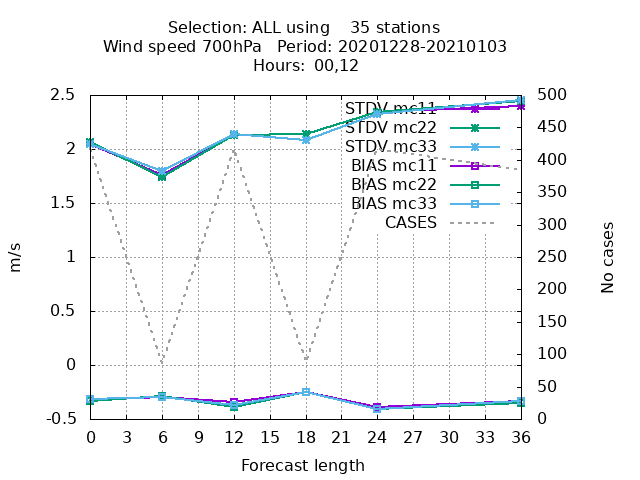 Selection: ALL using    35 stations
Wind speed 700hPa   Period: 20201228-20210103
Hours:  00,12
2.5
2
1.5
1
0.5
0
-0.5
m/s
500
450
400
350
300
250
200
150
100
50
0
No cases
STDV mc11
STDV mc22
STDV mc33
BIAS mc11
BIAS mc22
BIAS mc33
CASES
0 3 6 9 12 15 18 21 24 27 30 33 36
Forecast length